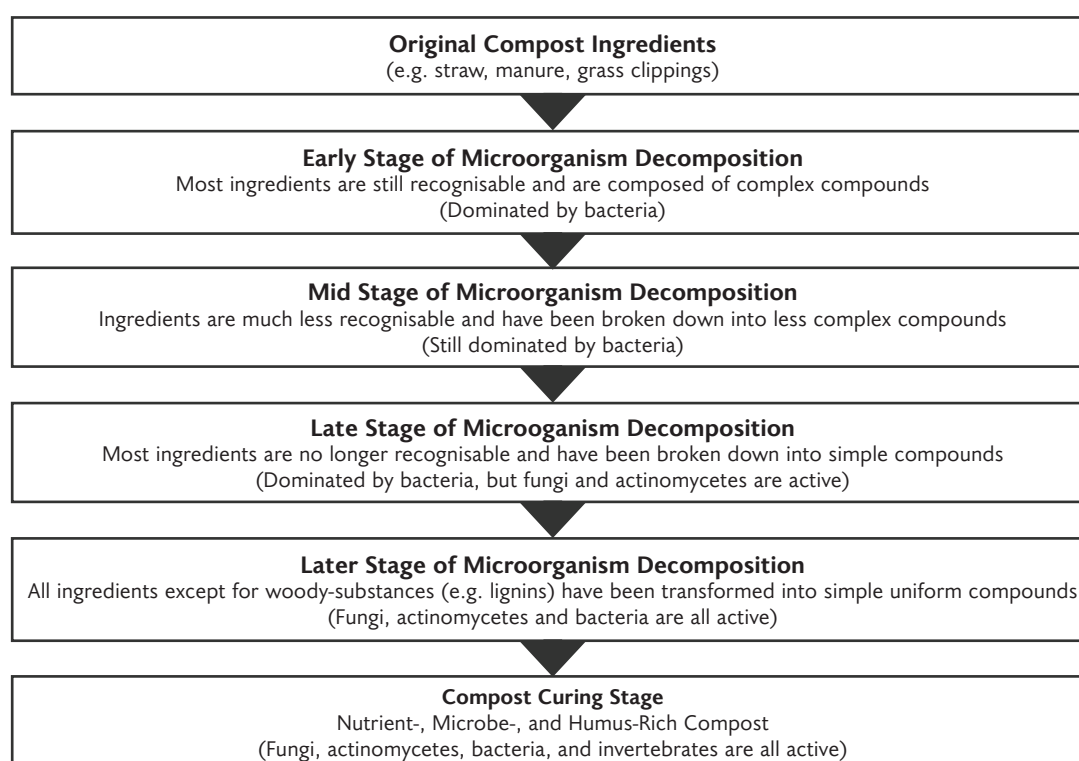 Original Compost Ingredients
(e.g. straw, manure, grass clippings)
Early Stage of Microorganism Decomposition
Most ingredients are still recognisable and are composed of complex compounds
(Dominated by bacteria)
Mid Stage of Microorganism Decomposition
Ingredients are much less recognisable and have been broken down into less complex compounds
(Still dominated by bacteria)
Late Stage of Microoganism Decomposition
Most ingredients are no longer recognisable and have been broken down into simple compounds
(Dominated by bacteria, but fungi and actinomycetes are active)
Later Stage of Microorganism Decomposition
All ingredients except for woody-substances (e.g. lignins) have been transformed into simple uniform compounds
(Fungi, actinomycetes and bacteria are all active)
Compost Curing Stage
Nutrient-, Microbe-, and Humus-Rich Compost
(Fungi, actinomycetes, bacteria, and invertebrates are all active)